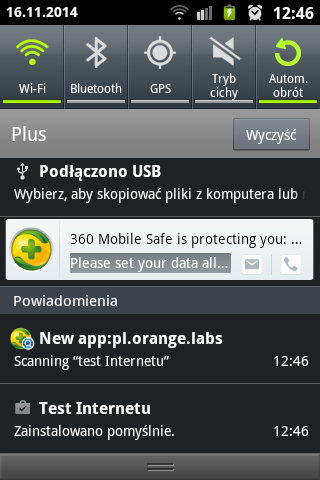 16.11.2014 12:46
Wi-Fi Bluetooth GPS Tryb cichy Autom. obrót
Plus Wyczyść
Podłączono USB
Wybierz, aby skopiować pliki z komputera lub
360 Mobile Safe is protecting you: ...
Please set your data all...
Powiadomienia
New app:pl.orange.labs
Scanning “test Internetu” 12:46
Test Internetu
Zainstalowano pomyślnie. 12:46